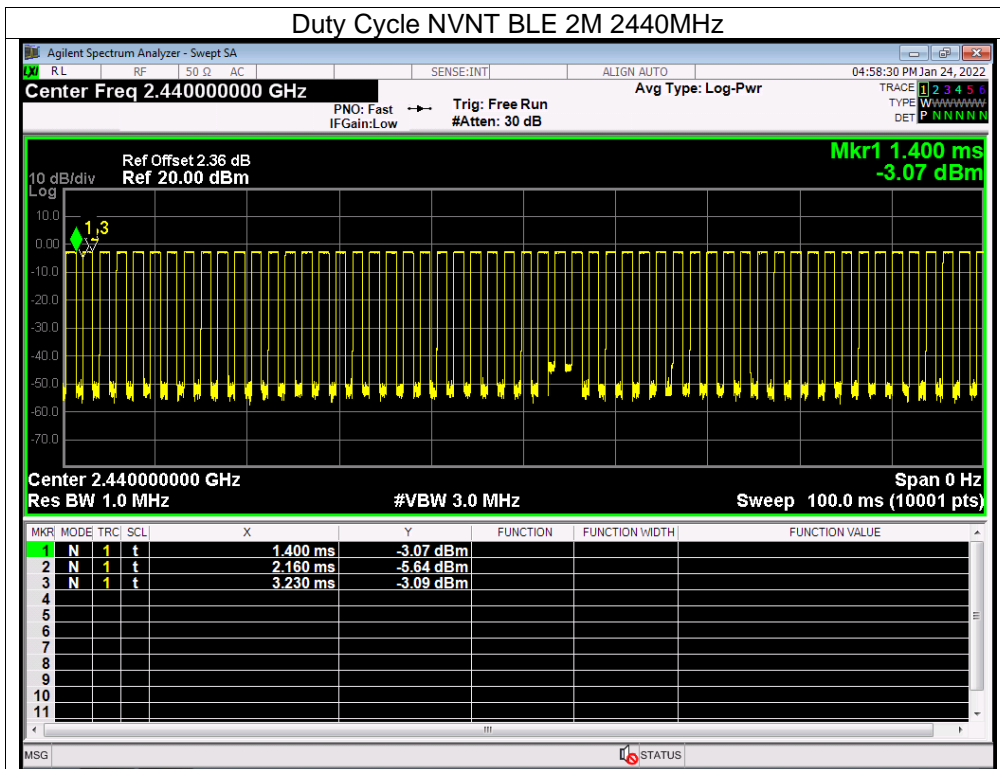 Duty Cycle NVNT BLE 2M 2440MHz
Agilent Spectrum Analyzer - Swept SA
LXI RL RF 50 Ω AC SENSE:INT ALIGN AUTO 04:58:30 PM Jan 24, 2022
Center Freq 2.440000000 GHz Avg Type: Log-Pwr TRACE 1 2 3 4 5 6
PNO: Fast Trig: Free Run TYPE WWWWWW
IFGain:Low #Atten: 30 dB DET P N N N N N
Mkr1 1.400 ms
Ref Offset 2.36 dB
10 dB/div Ref 20.00 dBm -3.07 dBm
Log
10.0
1,3
0.00
-10.0
-20.0
-30.0
-40.0
-50.0
-60.0
-70.0
Center 2.440000000 GHz Span 0 Hz
Res BW 1.0 MHz #VBW 3.0 MHz Sweep 100.0 ms (10001 pts)
MKR MODE TRC SCL X Y FUNCTION FUNCTION WIDTH FUNCTION VALUE
1 N 1 t 1.400 ms -3.07 dBm
2 N 1 t 2.160 ms -5.64 dBm
3 N 1 t 3.230 ms -3.09 dBm
4
5
6
7
8
9
10
11
MSG STATUS